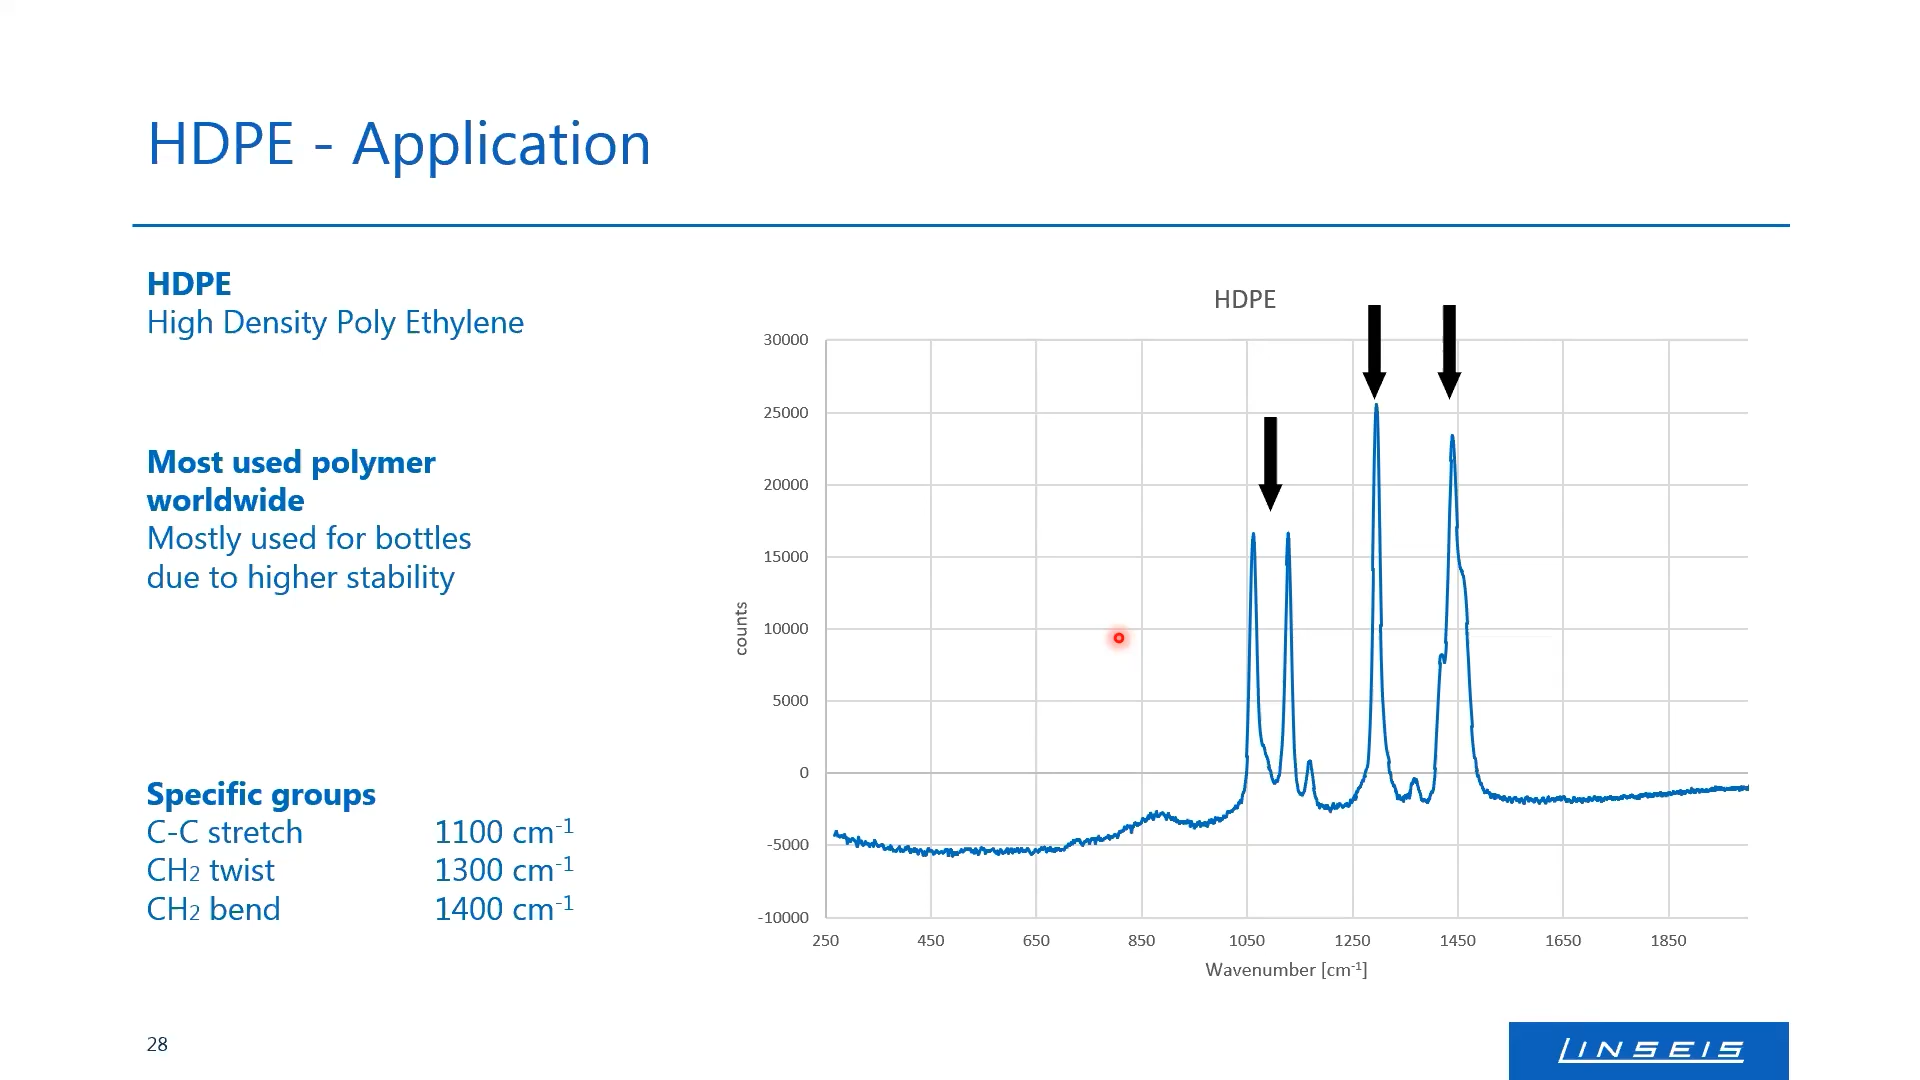 HDPE - Application
HDPE
High Density Poly Ethylene
Most used polymer
worldwide
Mostly used for bottles
due to higher stability
Specific groups
C-C stretch 1100 cm⁻¹
CH₂ twist 1300 cm⁻¹
CH₂ bend 1400 cm⁻¹
HDPE
30000
25000
20000
15000
10000
5000
0
-5000
-10000
counts
250 450 650 850 1050 1250 1450 1650 1850
Wavenumber [cm⁻¹]
28
LINSEIS